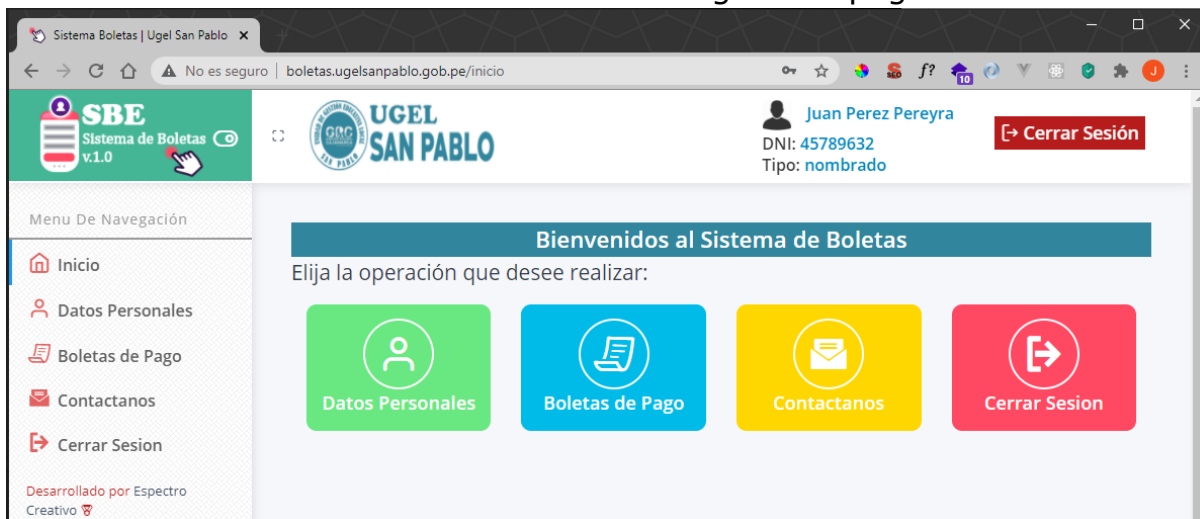 Sistema Boletas | Ugel San Pablo
No es seguro | boletas.ugelsanpablo.gob.pe/inicio
SEO
f?
10
J
SBE
Sistema de Boletas
v.1.0
UGEL
SAN PABLO
Juan Perez Pereyra
DNI: 45789632
Tipo: nombrado
Cerrar Sesión
Menu De Navegación
Inicio
Datos Personales
Boletas de Pago
Contactanos
Cerrar Sesion
Desarrollado por Espectro
Creativo
Bienvenidos al Sistema de Boletas
Elija la operación que desee realizar:
Datos Personales
Boletas de Pago
Contactanos
Cerrar Sesion